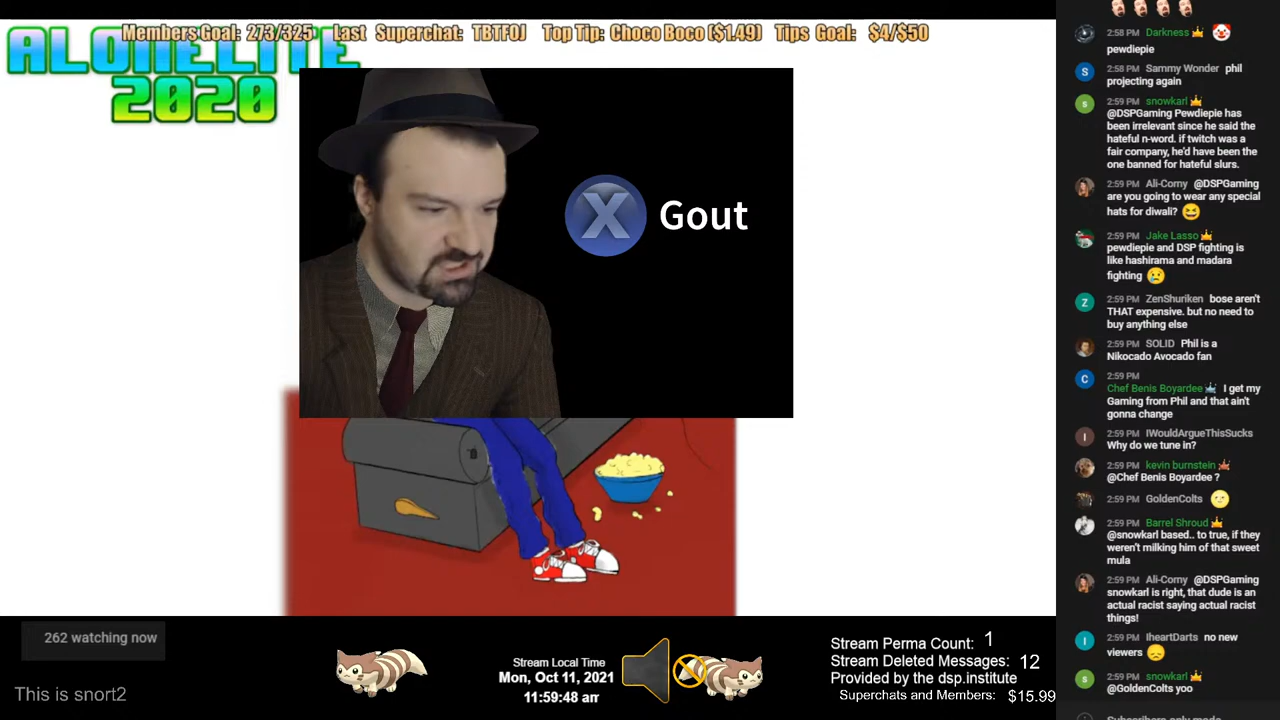 Members Goal: 273/325 Last Superchat: TBTFOJ Top Tip: Choco Boco ($1.49) Tips Goal: $4/$50
ALONELITE
2020
X Gout
262 watching now
This is snort2
Stream Local Time
Mon, Oct 11, 2021
11:59:48 am
Stream Perma Count: 1
Stream Deleted Messages: 12
Provided by the dsp.institute
Superchats and Members: $15.99
2:58 PM Darkness
pewdiepie
S 2:58 PM Sammy Wonder phil
projecting again
s 2:59 PM snowkarl
@DSPGaming Pewdiepie has
been irrelevant since he said the
hateful n-word. if twitch was a
fair company, he'd have been the
one banned for hateful slurs.
2:59 PM Ali-Corny @DSPGaming
are you going to wear any special
hats for diwali?
2:59 PM Jake Lasso
pewdiepie and DSP fighting is
like hashirama and madara
fighting
Z 2:59 PM ZenShuriken bose aren't
THAT expensive. but no need to
buy anything else
2:59 PM SOLID Phil is a
Nikocado Avocado fan
C 2:59 PM
Chef Benis Boyardee I get my
Gaming from Phil and that ain't
gonna change
I 2:59 PM IWouldArgueThisSucks
Why do we tune in?
2:59 PM kevin burnstein
@Chef Benis Boyardee ?
2:59 PM GoldenColts
2:59 PM Barrel Shroud
@snowkarl based.. to true, if they
weren't milking him of that sweet
mula
2:59 PM Ali-Corny @DSPGaming
snowkarl is right, that dude is an
actual racist saying actual racist
things!
I 2:59 PM IheartDarts no new
viewers
s 2:59 PM snowkarl
@GoldenColts yoo